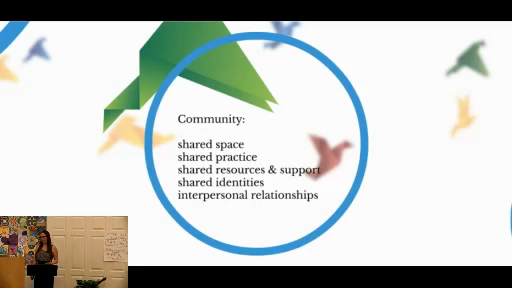 Community:
shared space
shared practice
shared resources & support
shared identities
interpersonal relationships